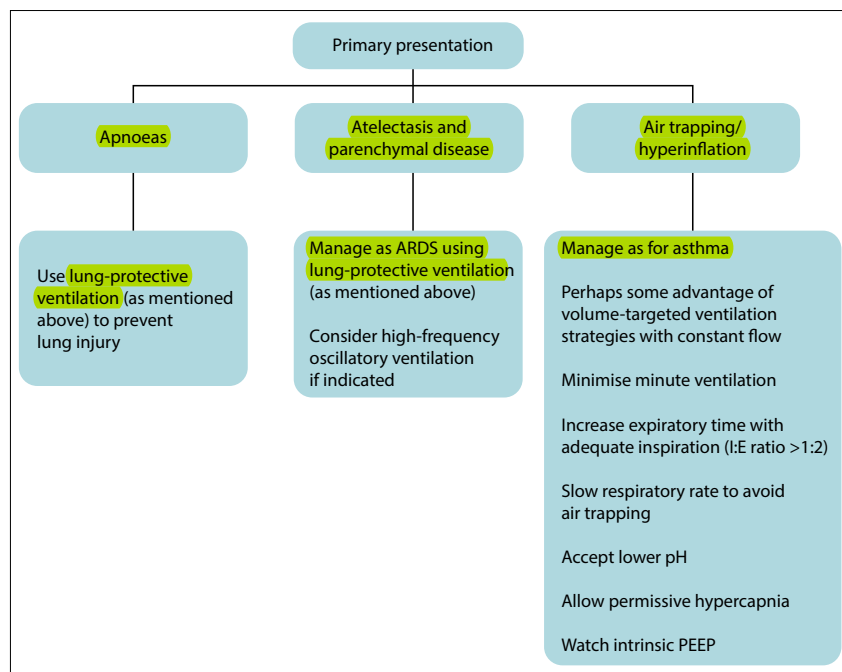 Primary presentation
Apnoeas
Atelectasis and
parenchymal disease
Air trapping/
hyperinflation
Use lung-protective
ventilation (as mentioned
above) to prevent
lung injury
Manage as ARDS using
lung-protective ventilation
(as mentioned above)
Consider high-frequency
oscillatory ventilation
if indicated
Manage as for asthma
Perhaps some advantage of
volume-targeted ventilation
strategies with constant flow
Minimise minute ventilation
Increase expiratory time with
adequate inspiration (I:E ratio >1:2)
Slow respiratory rate to avoid
air trapping
Accept lower pH
Allow permissive hypercapnia
Watch intrinsic PEEP